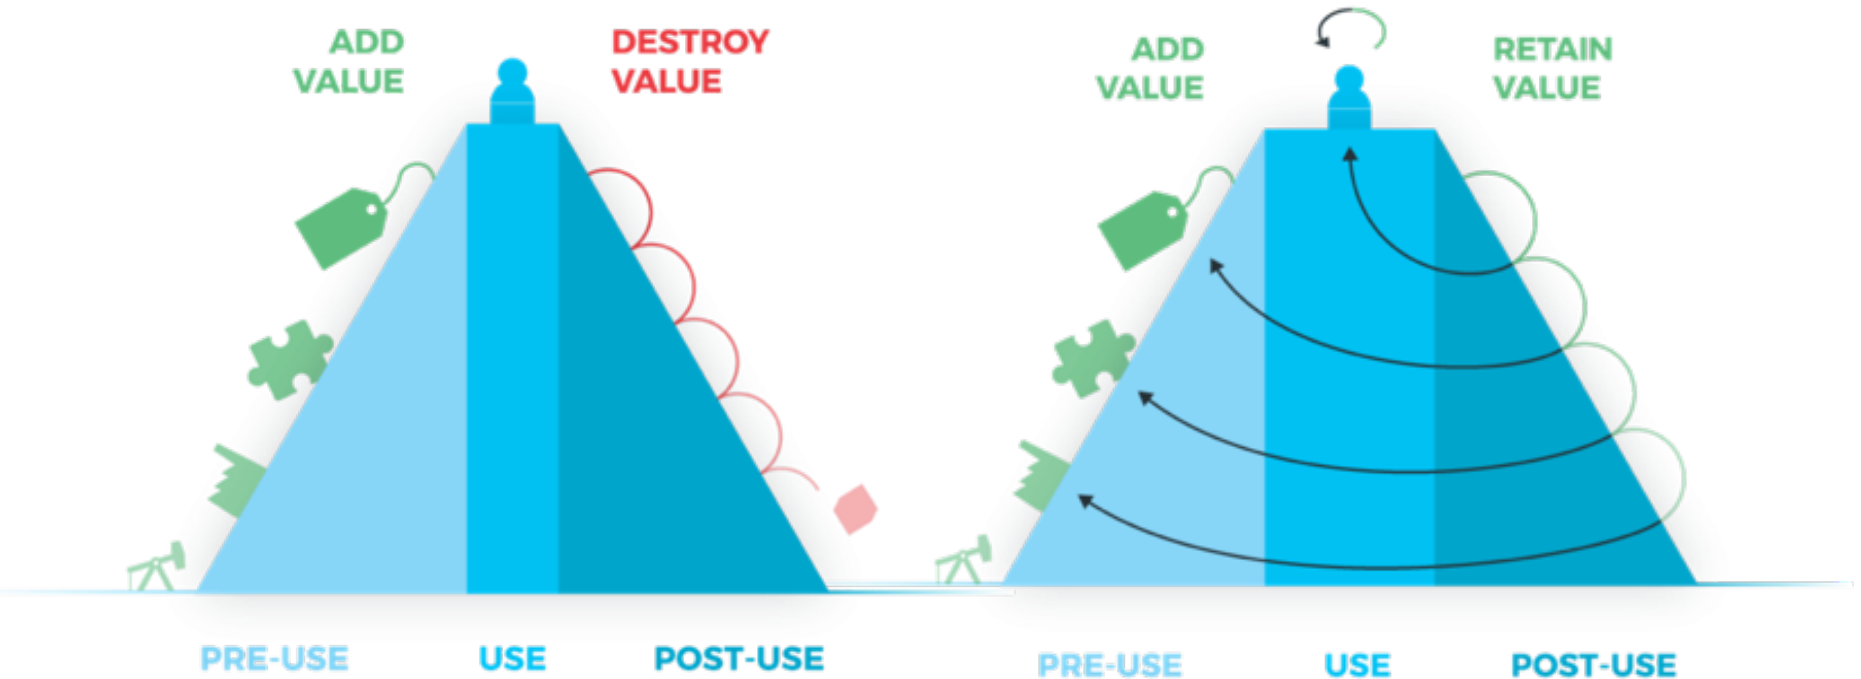 ADD
VALUE
DESTROY
VALUE
PRE-USE
USE
POST-USE
ADD
VALUE
RETAIN
VALUE
PRE-USE
USE
POST-USE